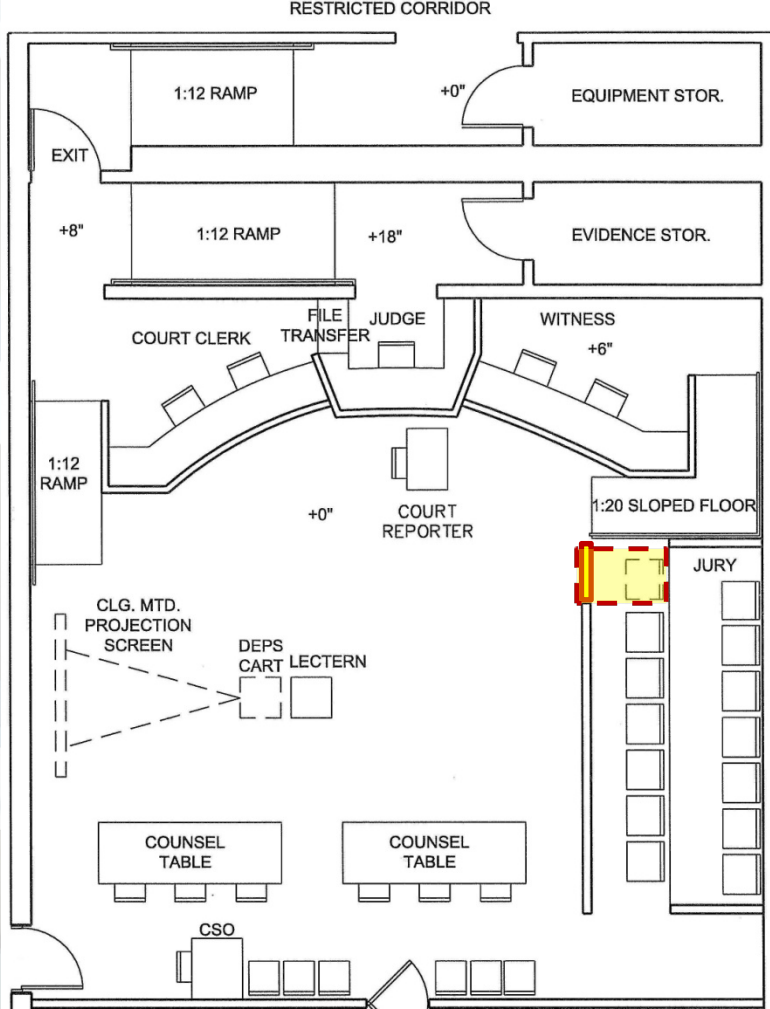 RESTRICTED CORRIDOR
1:12 RAMP
+0"
EQUIPMENT STOR.
EXIT
+8"
1:12 RAMP
+18"
EVIDENCE STOR.
FILE
TRANSFER
JUDGE
WITNESS
COURT CLERK
+6"
1:12
RAMP
+0"
COURT
REPORTER
1:20 SLOPED FLOOR
JURY
CLG. MTD.
PROJECTION
SCREEN
DEPS
CART
LECTERN
COUNSEL
TABLE
COUNSEL
TABLE
CSO